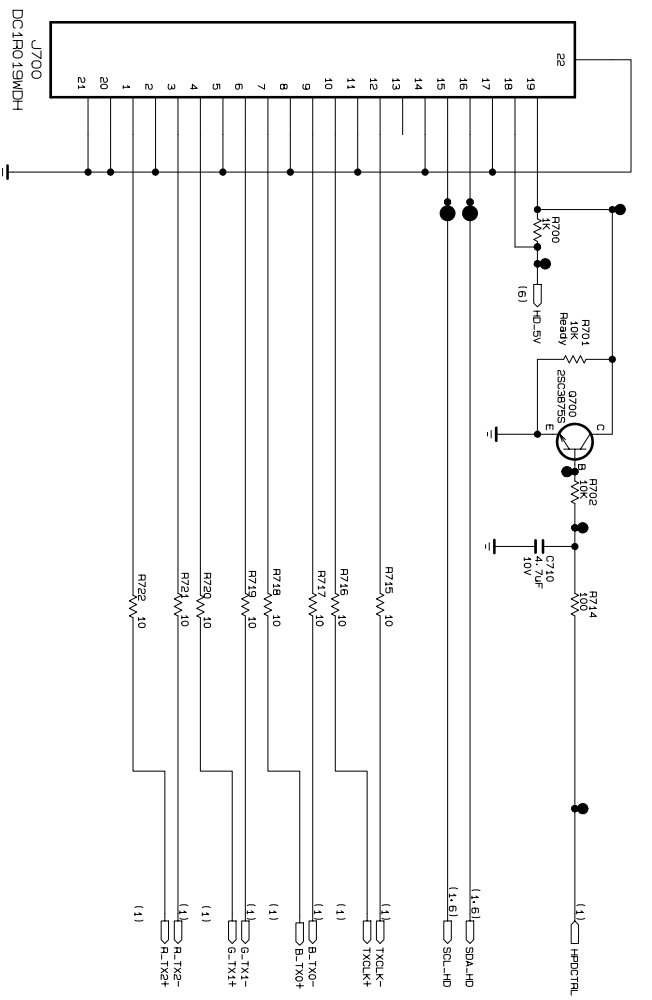 J700
DC1R019WDH
22
19
18
17
16
15
14
13
12
11
10
9
8
7
6
5
4
3
2
1
20
21
R700
1K
HD_5V
(6)
R701
10K
Ready
Q700
2SC3875S
C
E
B
R702
10K
C710
4.7uF
10V
R714
100
HPDCTRL
(1)
SDA_HD
(1,6)
SCL_HD
(1,6)
R715
10
TXCLK-
(1)
R716
10
TXCLK+
(1)
R717
10
B_TX0-
(1)
R718
10
B_TX0+
(1)
R719
10
G_TX1-
(1)
R720
10
G_TX1+
(1)
R721
10
R_TX2-
(1)
R722
10
R_TX2+
(1)